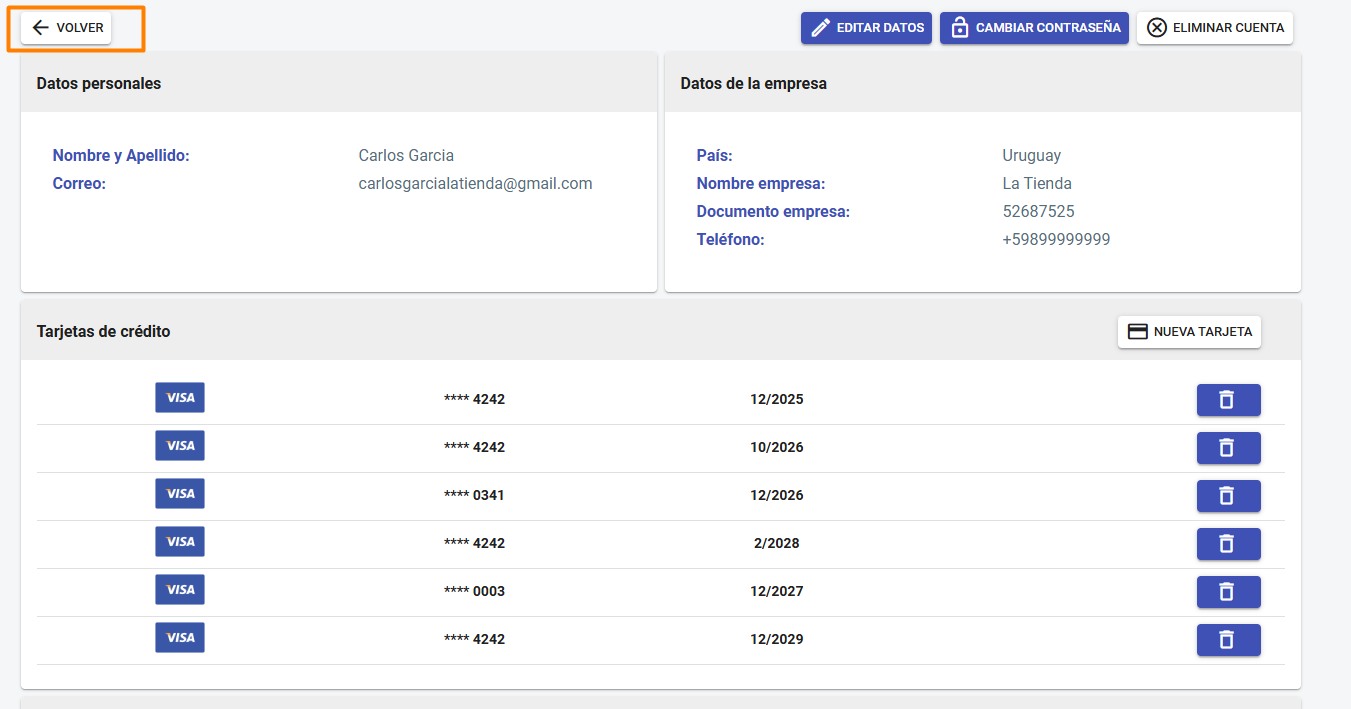 VOLVER
EDITAR DATOS
CAMBIAR CONTRASEÑA
ELIMINAR CUENTA
Datos personales
Nombre y Apellido: Carlos Garcia
Correo: carlosgarcialatienda@gmail.com
Datos de la empresa
País: Uruguay
Nombre empresa: La Tienda
Documento empresa: 52687525
Teléfono: +59899999999
Tarjetas de crédito
NUEVA TARJETA
VISA **** 4242 12/2025
VISA **** 4242 10/2026
VISA **** 0341 12/2026
VISA **** 4242 2/2028
VISA **** 0003 12/2027
VISA **** 4242 12/2029